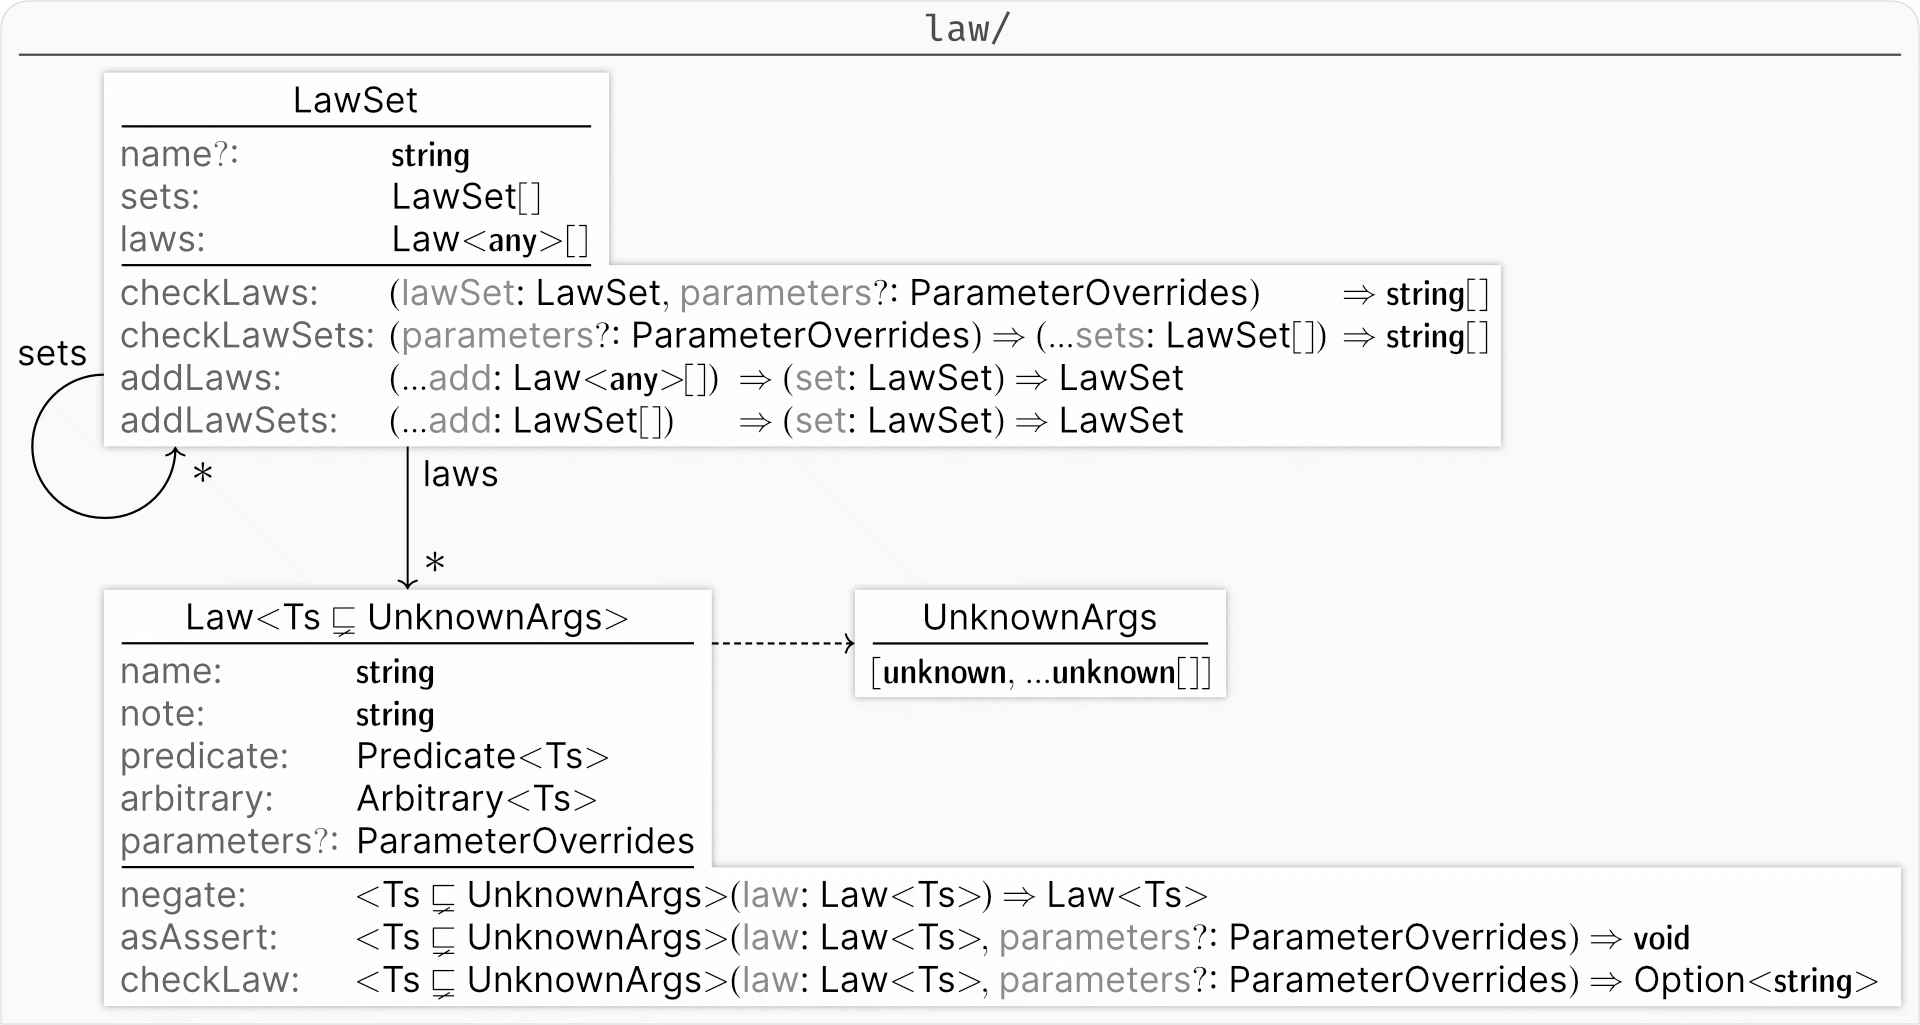 law/
LawSet
name?: string
sets: LawSet[]
laws: Law<any>[]
checkLaws: (lawSet: LawSet, parameters?: ParameterOverrides) ⇒ string[]
checkLawSets: (parameters?: ParameterOverrides) ⇒ (...sets: LawSet[]) ⇒ string[]
addLaws: (...add: Law<any>[]) ⇒ (set: LawSet) ⇒ LawSet
addLawSets: (...add: LawSet[]) ⇒ (set: LawSet) ⇒ LawSet
sets
*
laws
*
Law<Ts ⋤ UnknownArgs>
name: string
note: string
predicate: Predicate<Ts>
arbitrary: Arbitrary<Ts>
parameters?: ParameterOverrides
negate: <Ts ⋤ UnknownArgs>(law: Law<Ts>) ⇒ Law<Ts>
asAssert: <Ts ⋤ UnknownArgs>(law: Law<Ts>, parameters?: ParameterOverrides) ⇒ void
checkLaw: <Ts ⋤ UnknownArgs>(law: Law<Ts>, parameters?: ParameterOverrides) ⇒ Option<string>
UnknownArgs
[unknown, ...unknown[]]